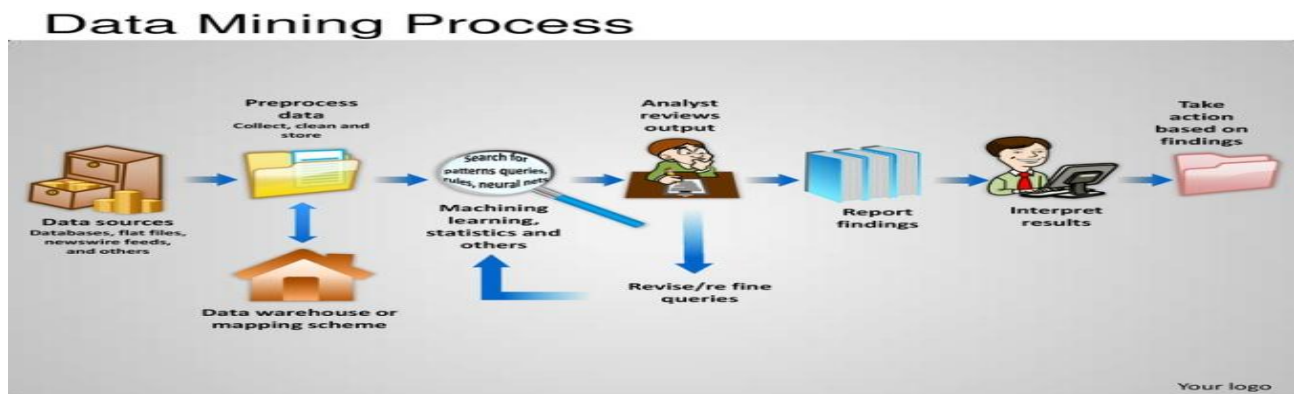 Data Mining Process
Data sources
Databases, flat files,
newswire feeds,
and others
Preprocess
data
Collect, clean and
store
Data warehouse or
mapping scheme
Search for
patterns queries,
rules, neural nets
Machining
learning,
statistics and
others
Analyst
reviews
output
Revise/re fine
queries
Report
findings
Interpret
results
Take
action
based on
findings
Your logo